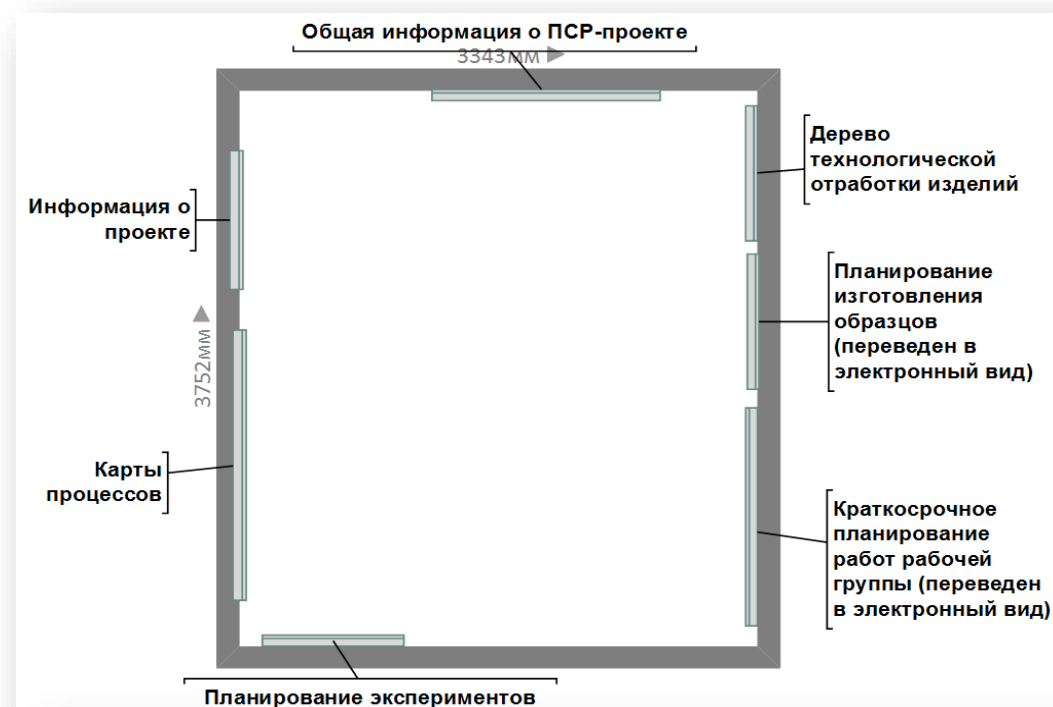 Общая информация о ПСР-проекте
3343мм
Информация о
проекте
3752мм
Карты
процессов
Дерево
технологической
отработки изделий
Планирование
изготовления
образцов
(переведен в
электронный вид)
Краткосрочное
планирование
работ рабочей
группы (переведен
в электронный вид)
Планирование экспериментов